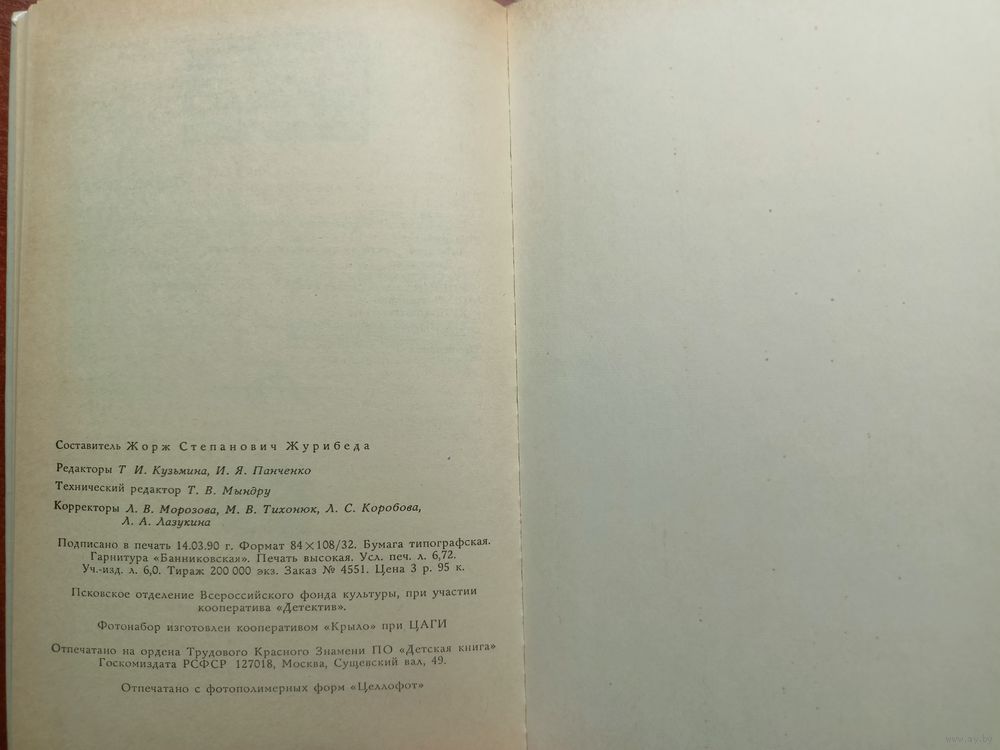 Составитель Жорж Степанович Журибеда
Редакторы Т И. Кузьмина, И. Я. Панченко
Технический редактор Т. В. Мындру
Корректоры Л. В. Морозова, М. В. Тихонюк, Л. С. Коробова,
Л. А. Лазукина
Подписано в печать 14.03.90 г. Формат 84×108/32. Бумага типографская.
Гарнитура «Банниковская». Печать высокая. Усл. печ. л. 6,72.
Уч.-изд. л. 6,0. Тираж 200 000 экз. Заказ № 4551. Цена 3 р. 95 к.
Псковское отделение Всероссийского фонда культуры, при участии
кооператива «Детектив».
Фотонабор изготовлен кооперативом «Крыло» при ЦАГИ
Отпечатано на ордена Трудового Красного Знамени ПО «Детская книга»
Госкомиздата РСФСР 127018, Москва, Сущевский вал, 49.
Отпечатано с фотополимерных форм «Целлофот»
www.av.by